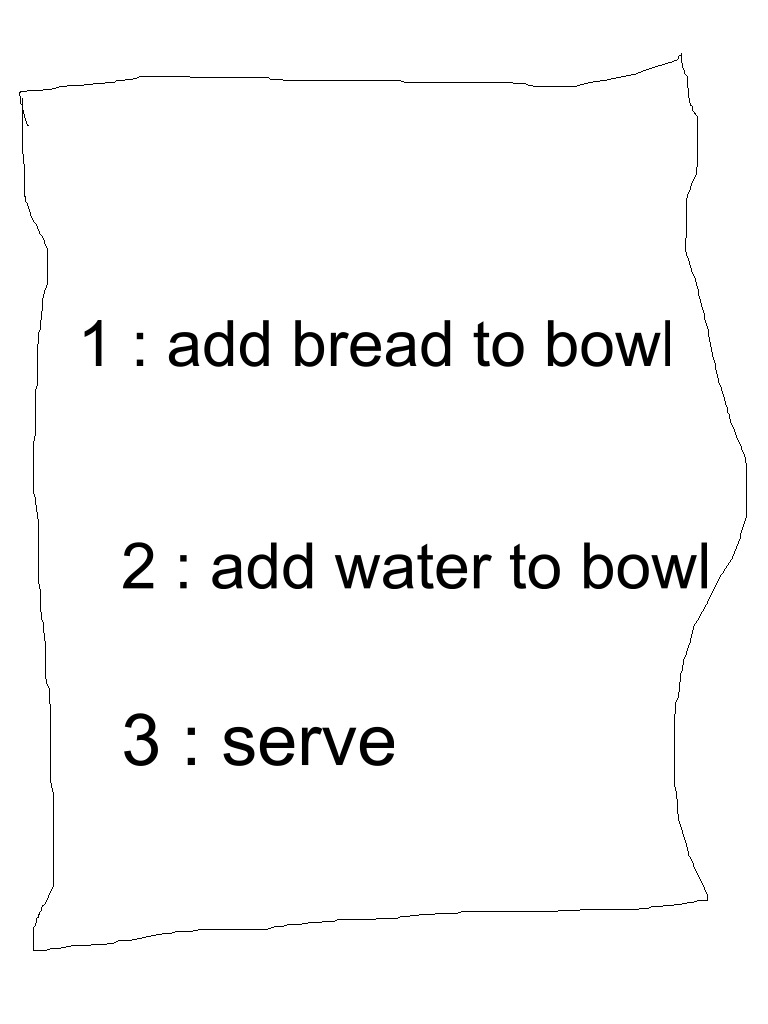 1 : add bread to bowl
2 : add water to bowl
3 : serve